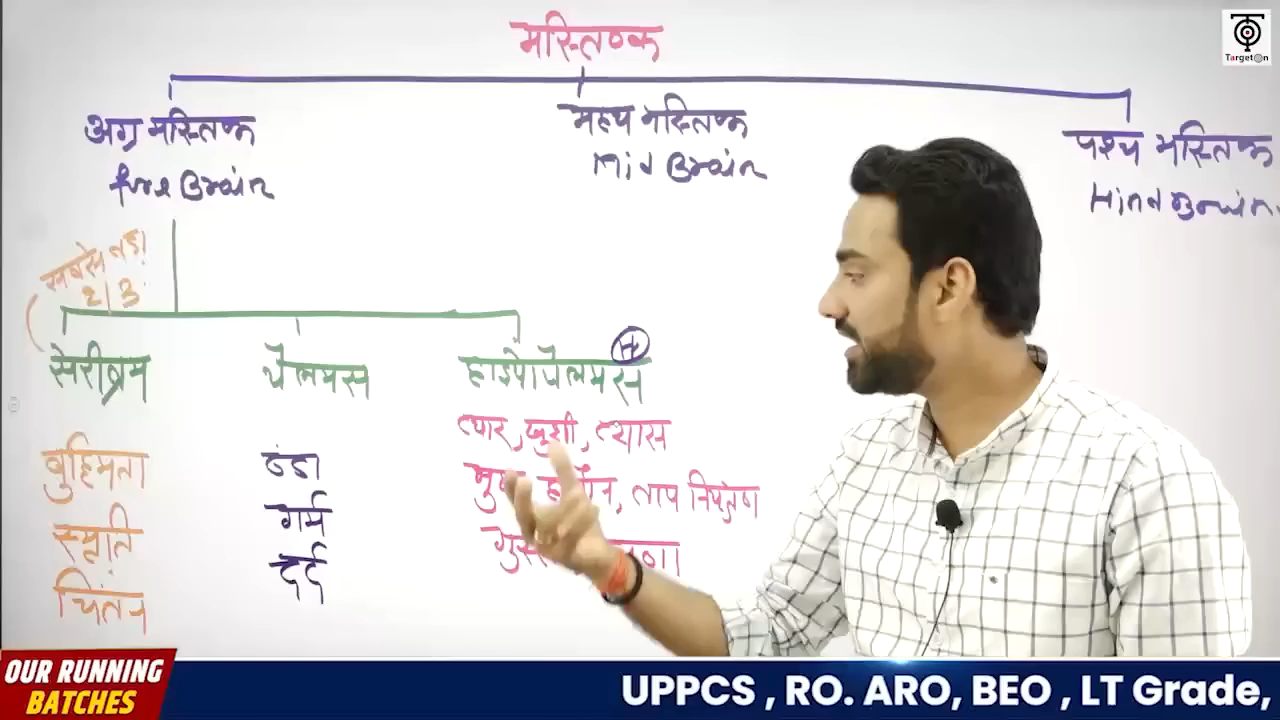 मस्तिष्क
अग्र मस्तिष्क
मध्य मस्तिष्क
पश्च मस्तिष्क
fore Brain
Mid Brain
Hind Brain
सबसे बड़ा
2/3
सेरीब्रम
थैलमस
हाइपोथैलमस
H
प्यार, खुशी, प्यास
बुद्धिमता
ठंडा
ताप नियंत्रण
स्मृति
गर्म
चिंतन
दर्द
TargetOn
OUR RUNNING
BATCHES
UPPCS , RO. ARO, BEO , LT Grade,